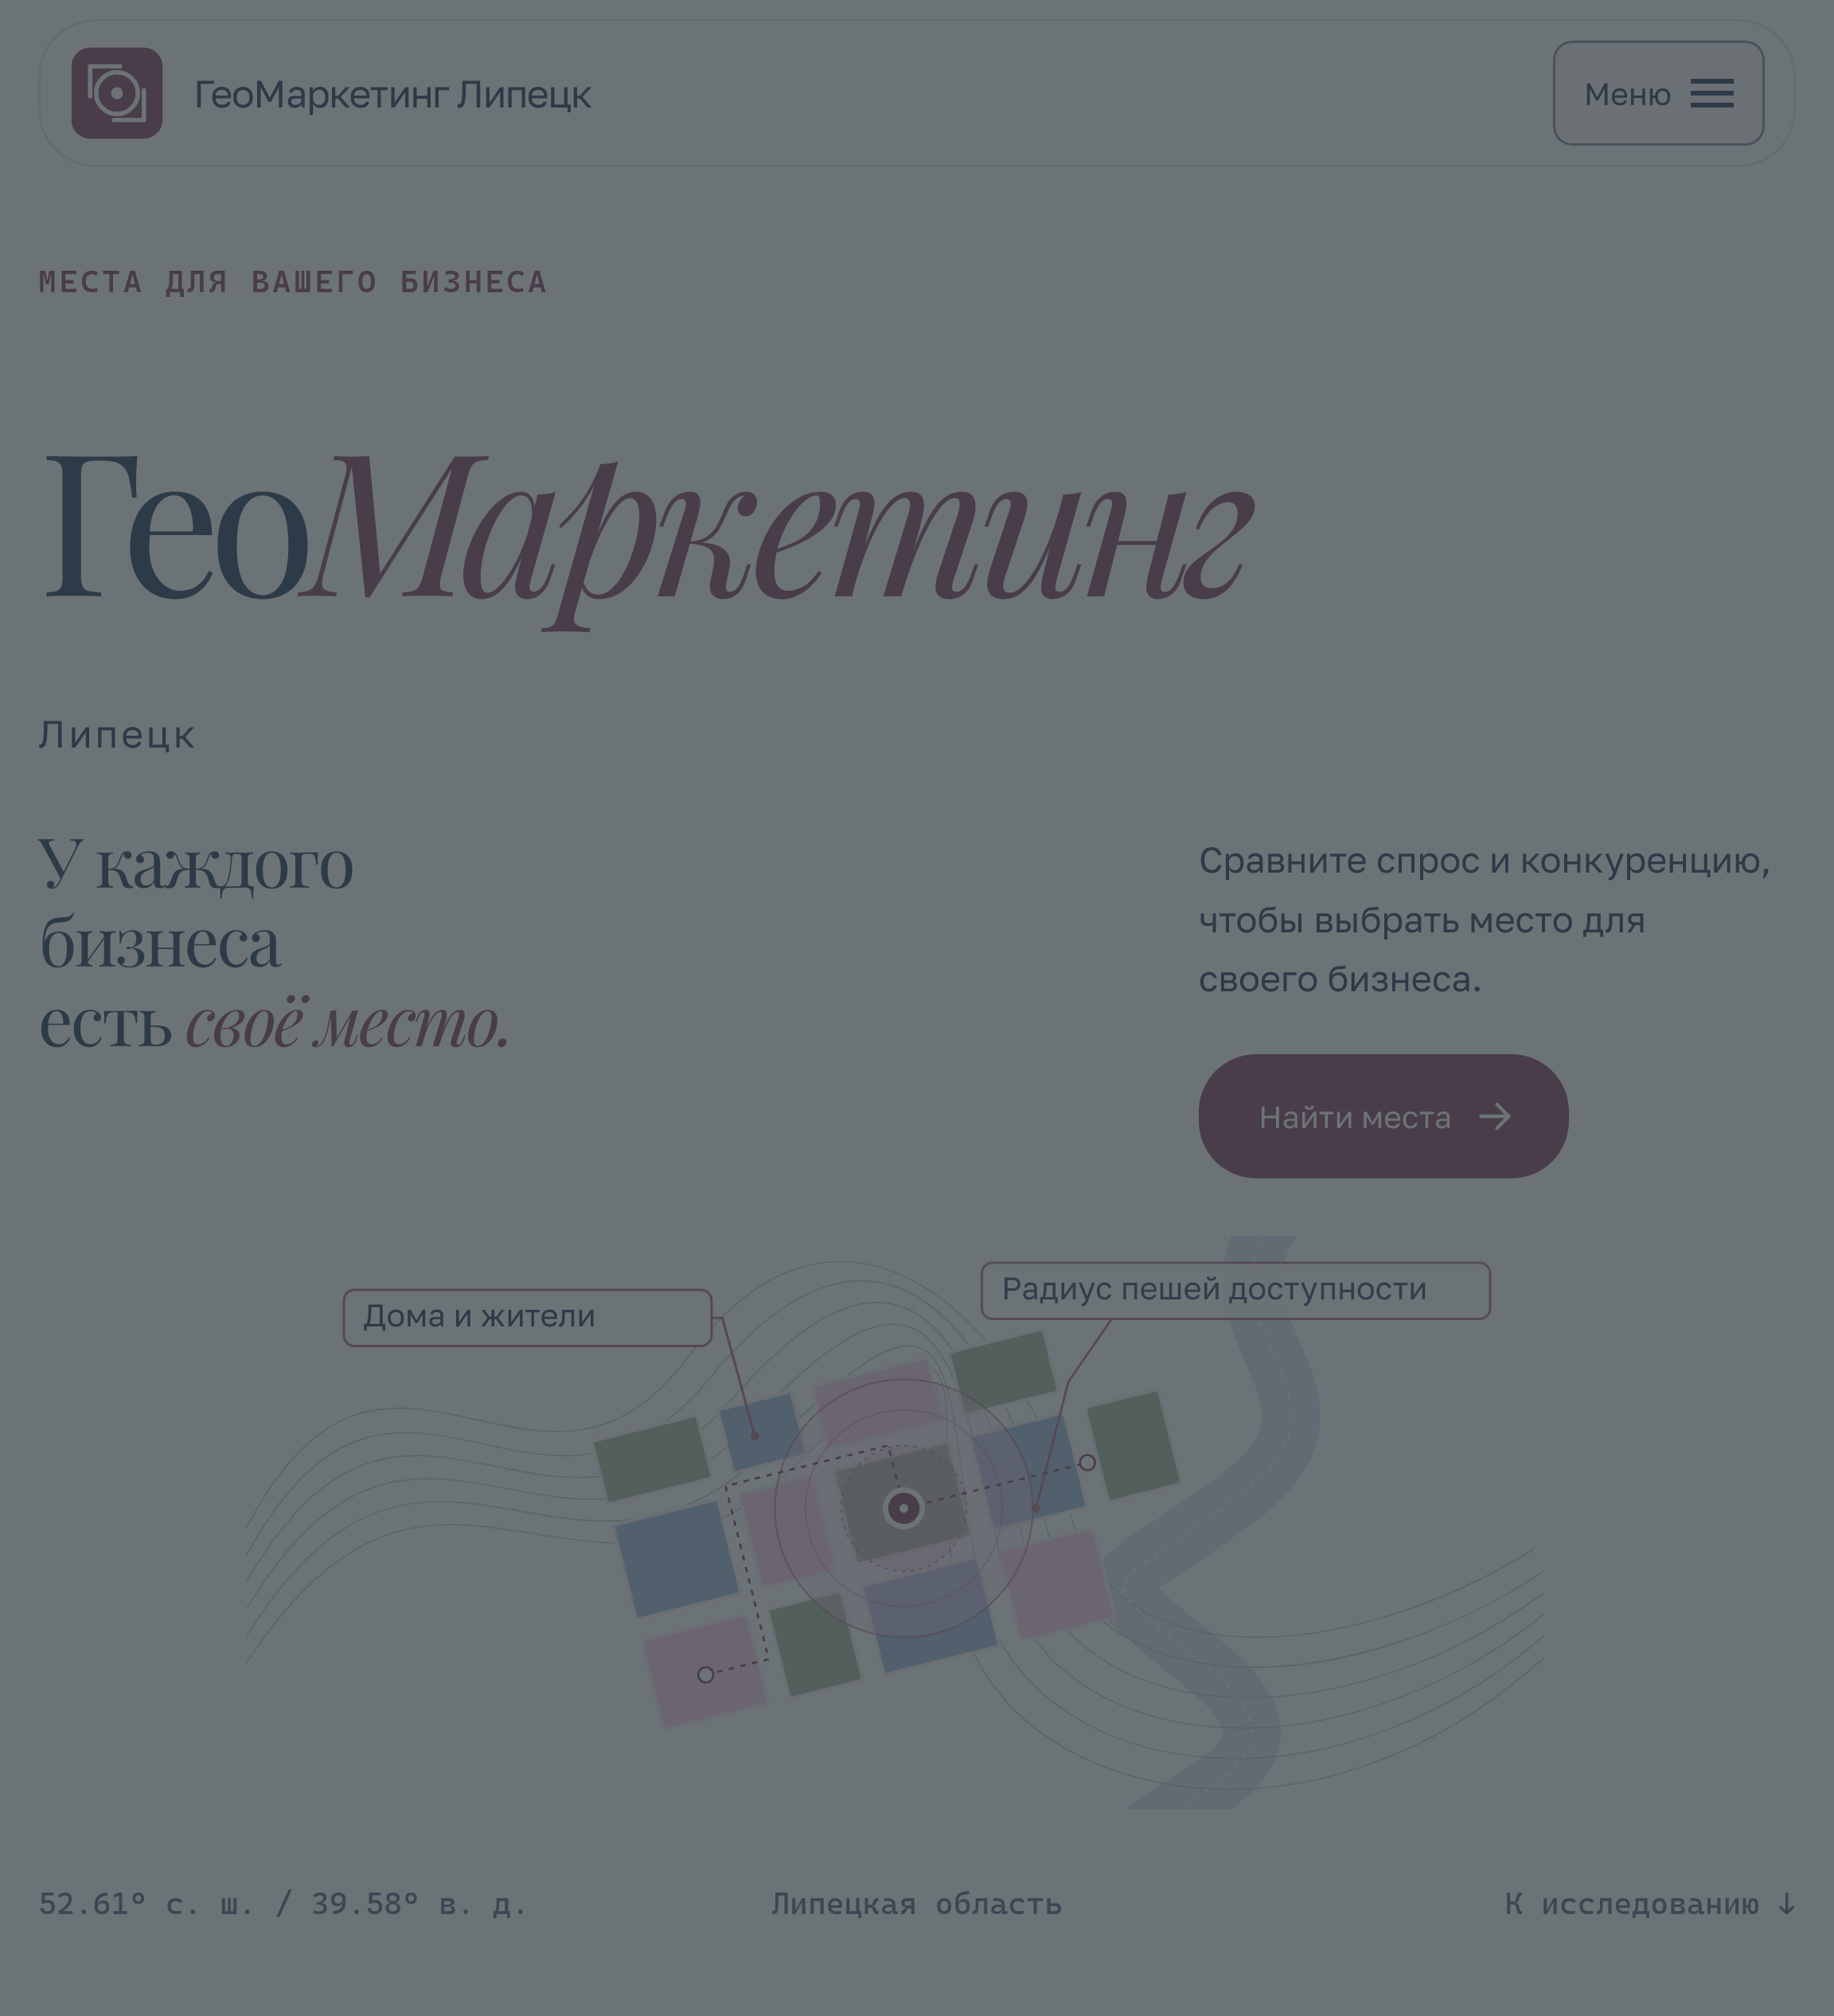 ГеоМаркетинг Липецк
Меню
МЕСТА ДЛЯ ВАШЕГО БИЗНЕСА
ГеоМаркетинг
Липецк
У каждого
бизнеса
есть своё место.
Сравните спрос и конкуренцию,
чтобы выбрать место для
своего бизнеса.
Найти места →
Дома и жители
Радиус пешей доступности
52.61° с. ш. / 39.58° в. д.
Липецкая область
К исследованию ↓